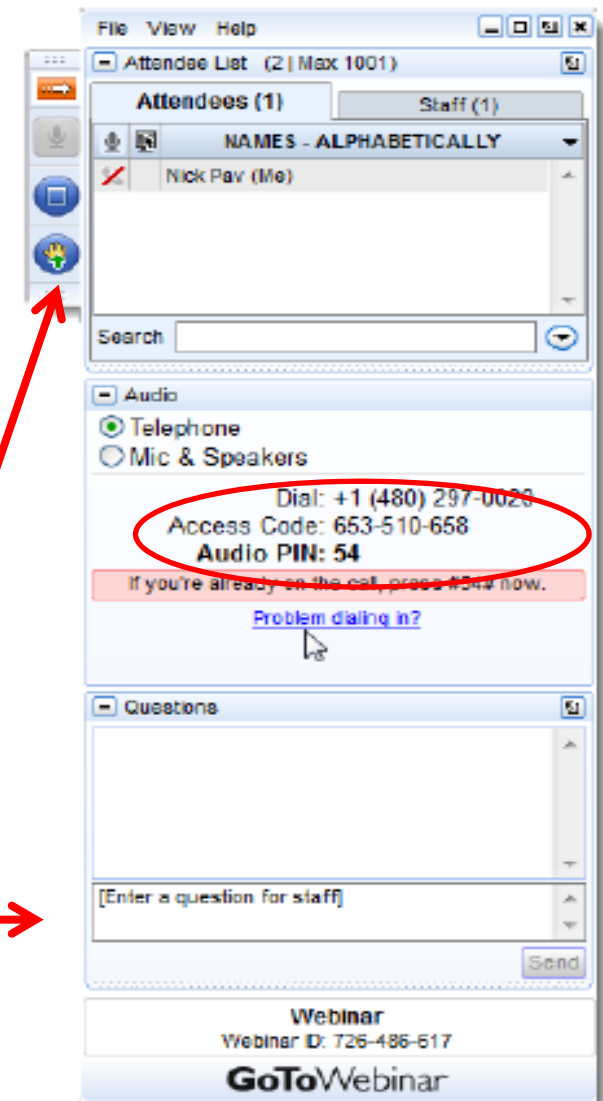 File View Help
Attendee List (2 | Max 1001)
Attendees (1) Staff (1)
NAMES - ALPHABETICALLY
Nick Pav (Me)
Search
Audio
Telephone
Mic & Speakers
Dial: +1 (480) 297-0020
Access Code: 653-510-658
Audio PIN: 54
If you're already on the call, press #54# now.
Problem dialing in?
Questions
[Enter a question for staff]
Send
Webinar
Webinar ID: 726-486-617
GoToWebinar